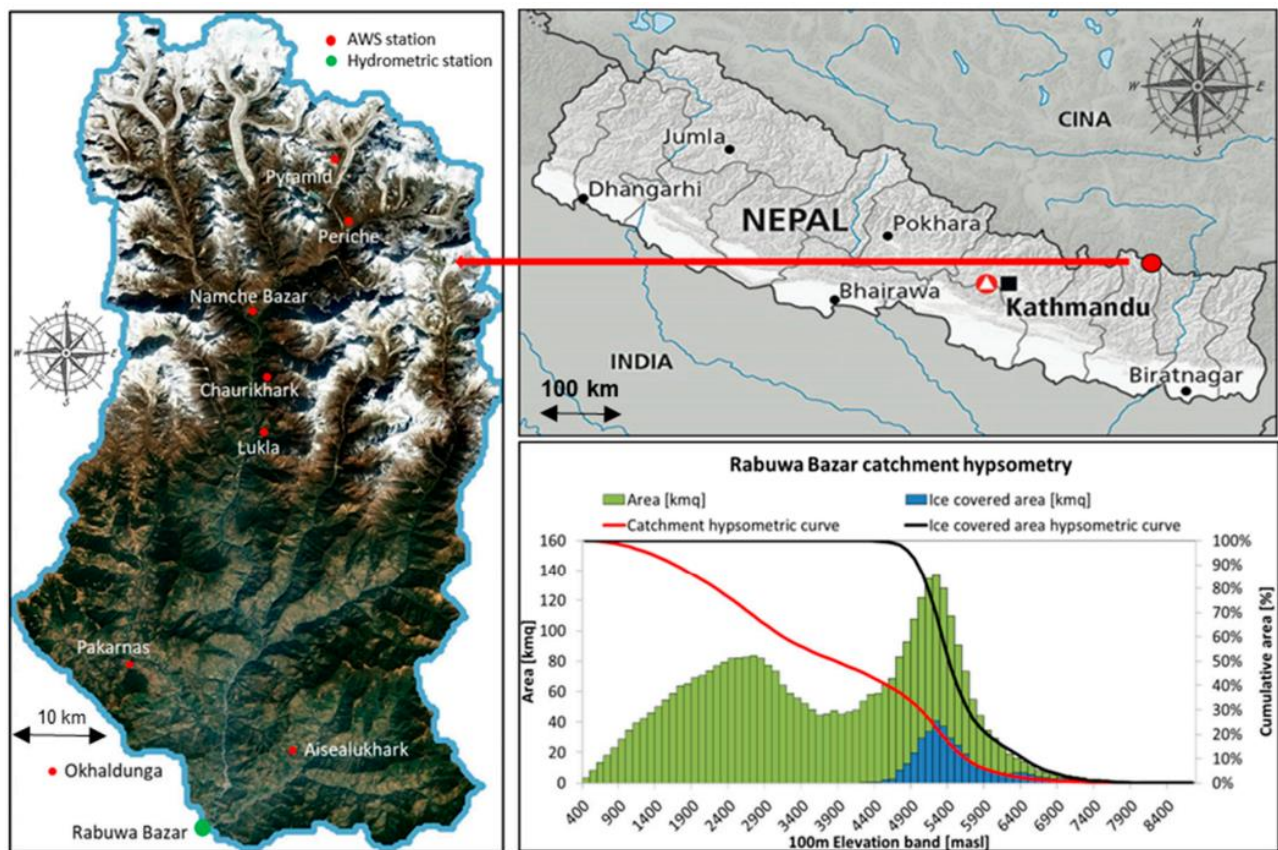 AWS station
Hydrometric station
Pyramid
Periche
Namche Bazar
N
W
E
S
Chaurikhark
Lukla
Pakarnas
10 km
Aisealukhark
Okhaldunga
Rabuwa Bazar
N
W
E
S
CINA
Jumla
Dhangarhi
NEPAL
Pokhara
Bhairawa
Kathmandu
INDIA
100 km
Biratnagar
Rabuwa Bazar catchment hypsometry
Area [kmq]
Ice covered area [kmq]
Catchment hypsometric curve
Ice covered area hypsometric curve
Area [kmq]
160
140
120
100
80
60
40
20
0
100%
90%
80%
70%
60%
50%
40%
30%
20%
10%
0%
Cumulative area [%]
400
900
1400
1900
2400
2900
3400
3900
4400
4900
5400
5900
6400
6900
7400
7900
8400
100m Elevation band [masl]